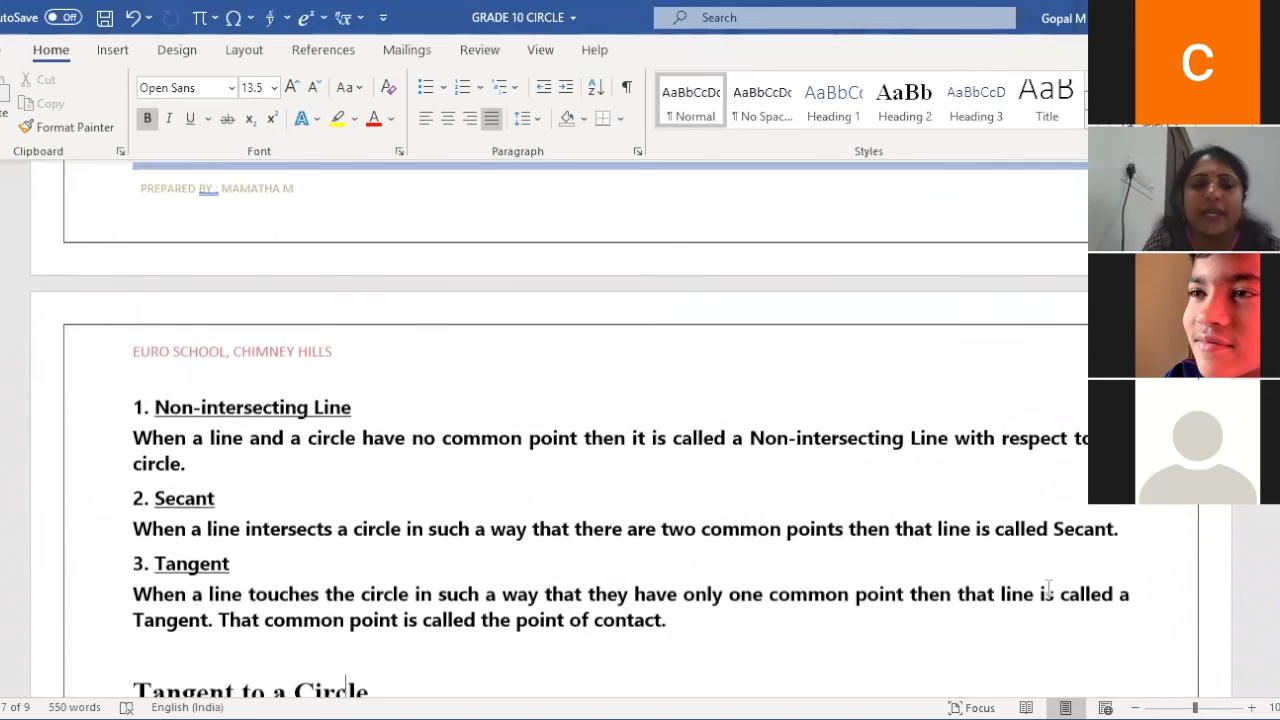 toSave Off GRADE 10 CIRCLE Search Gopal M
Home Insert Design Layout References Mailings Review View Help
Cut
Copy
Format Painter
Clipboard
Open Sans 13.5
Font
Paragraph
AaBbCcDc AaBbCcDc AaBbCc AaBb AaBbCcD AaB
¶ Normal ¶ No Spac... Heading 1 Heading 2 Heading 3 Title
Styles
C
PREPARED BY : MAMATHA M
EURO SCHOOL, CHIMNEY HILLS
1. Non-intersecting Line
When a line and a circle have no common point then it is called a Non-intersecting Line with respect to
circle.
2. Secant
When a line intersects a circle in such a way that there are two common points then that line is called Secant.
3. Tangent
When a line touches the circle in such a way that they have only one common point then that line is called a
Tangent. That common point is called the point of contact.
Tangent to a Circle
7 of 9 550 words English (India) Focus 10